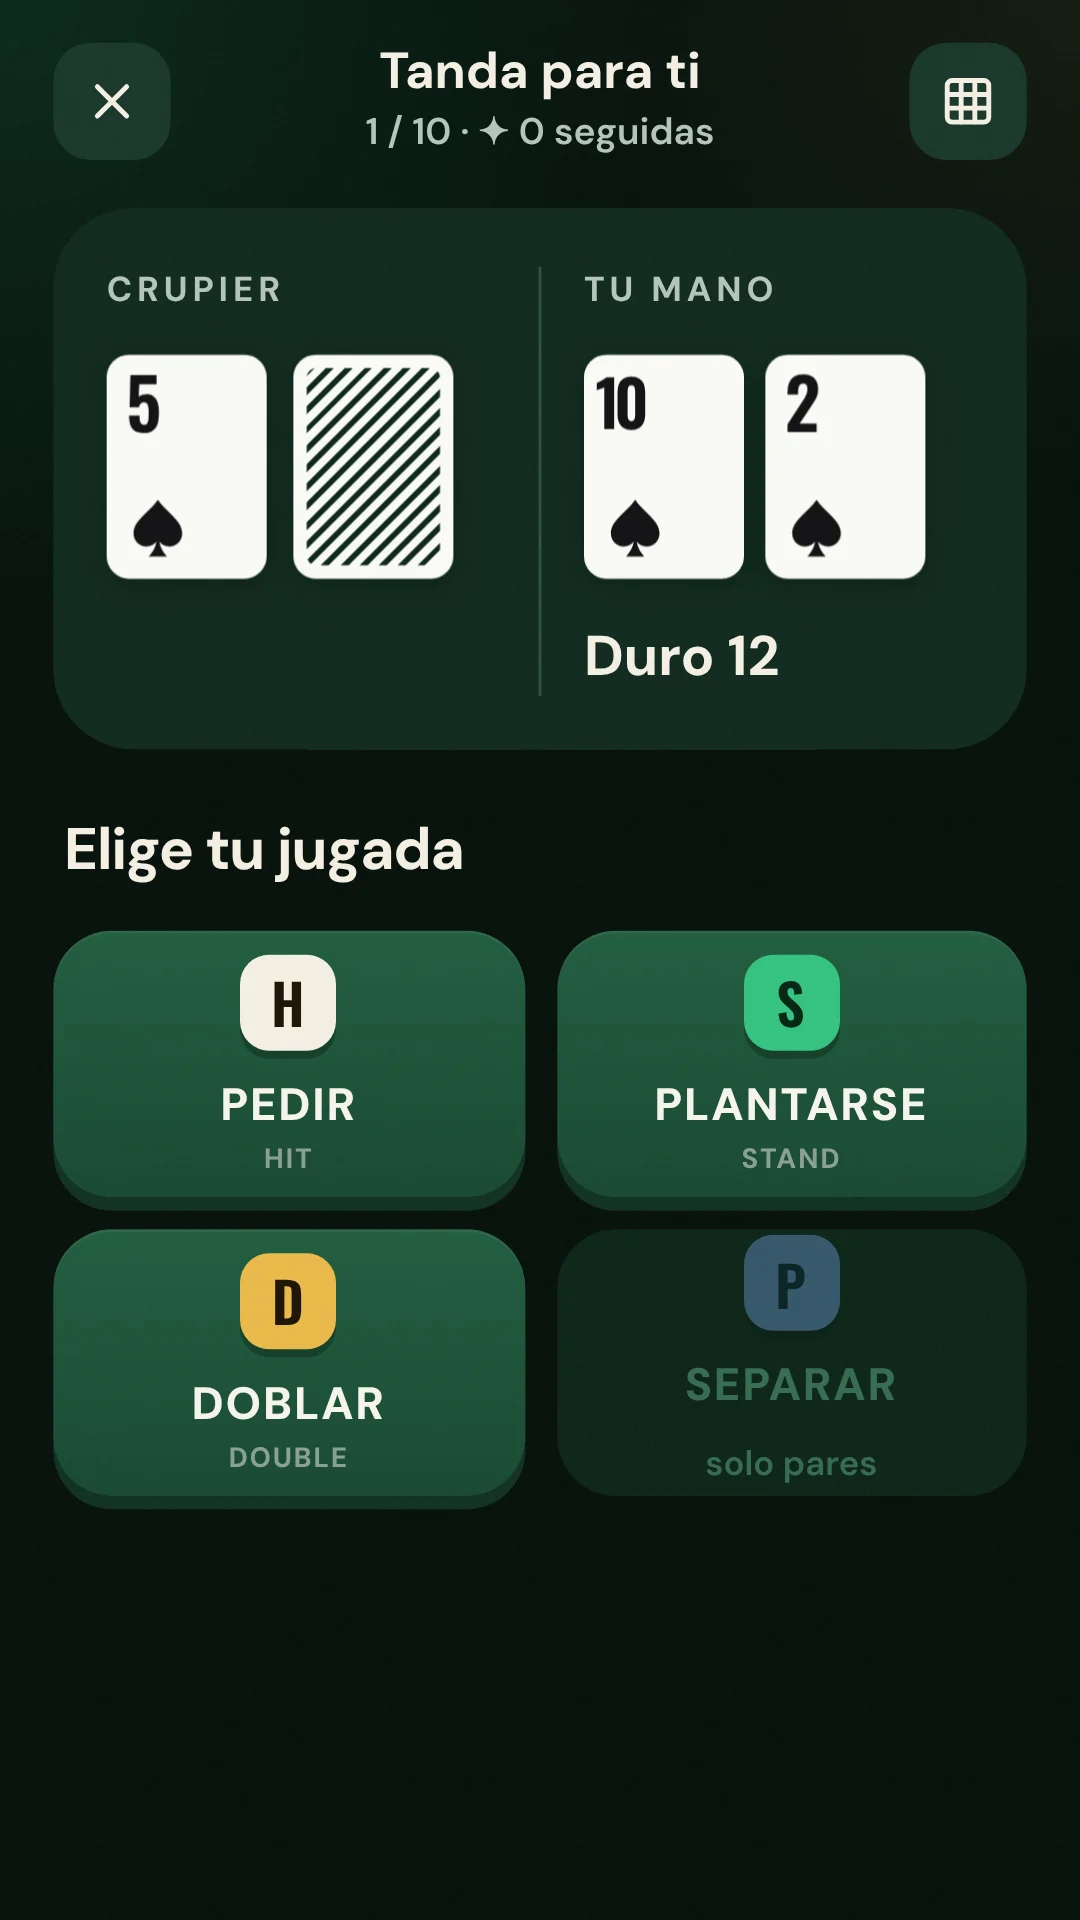 Tanda para ti
1 / 10 · ✦ 0 seguidas
CRUPIER
TU MANO
5
10
2
Duro 12
Elige tu jugada
H
PEDIR
HIT
S
PLANTARSE
STAND
D
DOBLAR
DOUBLE
P
SEPARAR
solo pares